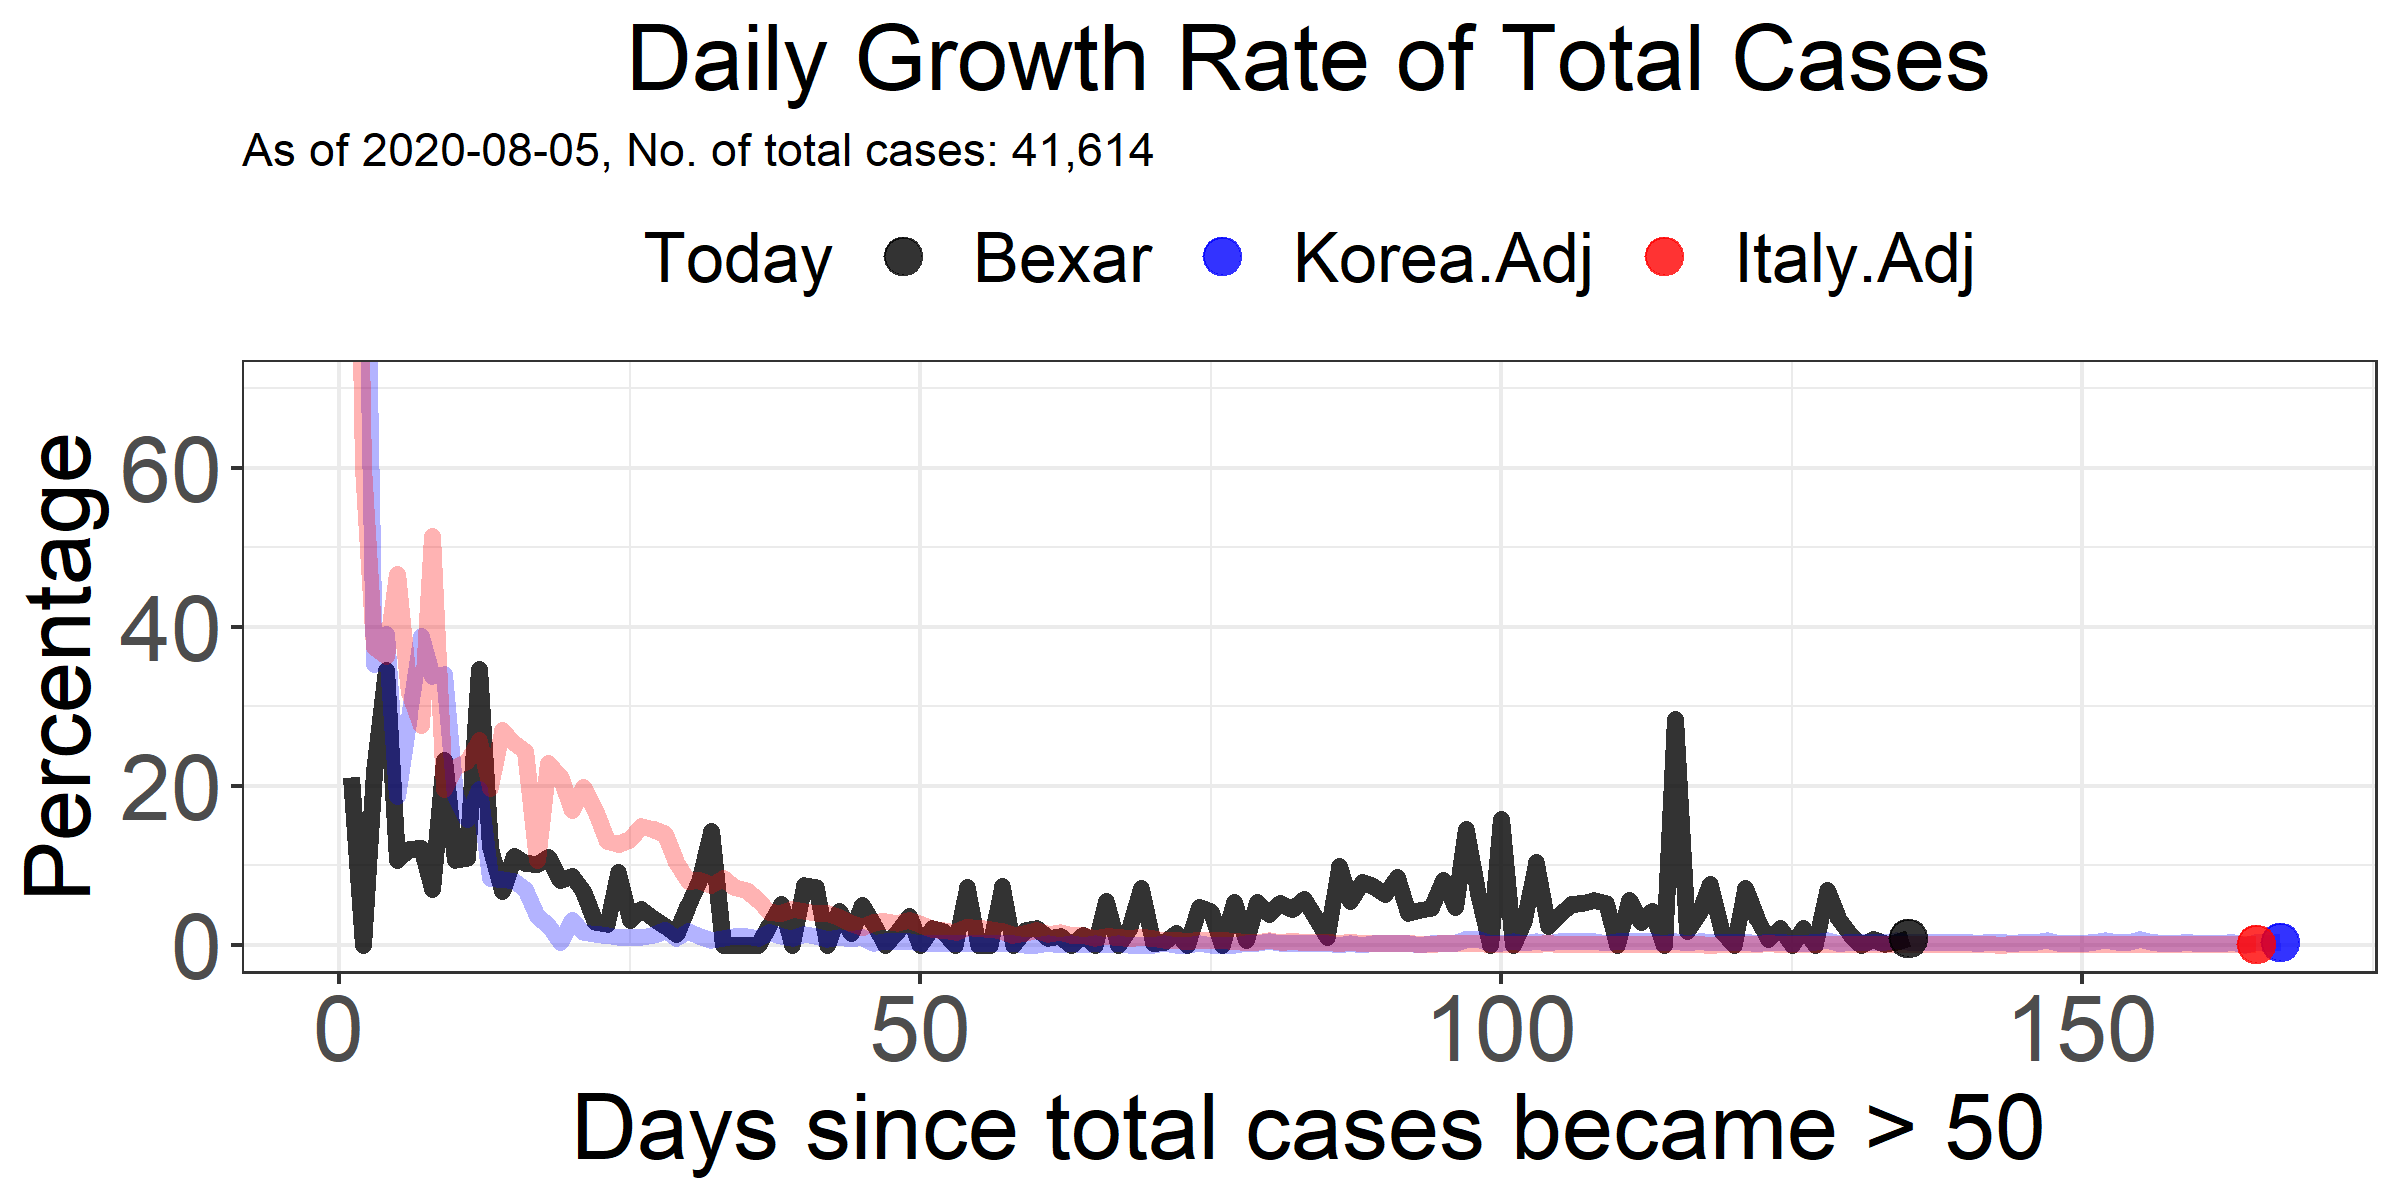 Daily Growth Rate of Total Cases
As of 2020-08-05, No. of total cases: 41,614
Today Bexar Korea.Adj Italy.Adj
Percentage
60
40
20
0
0 50 100 150
Days since total cases became > 50